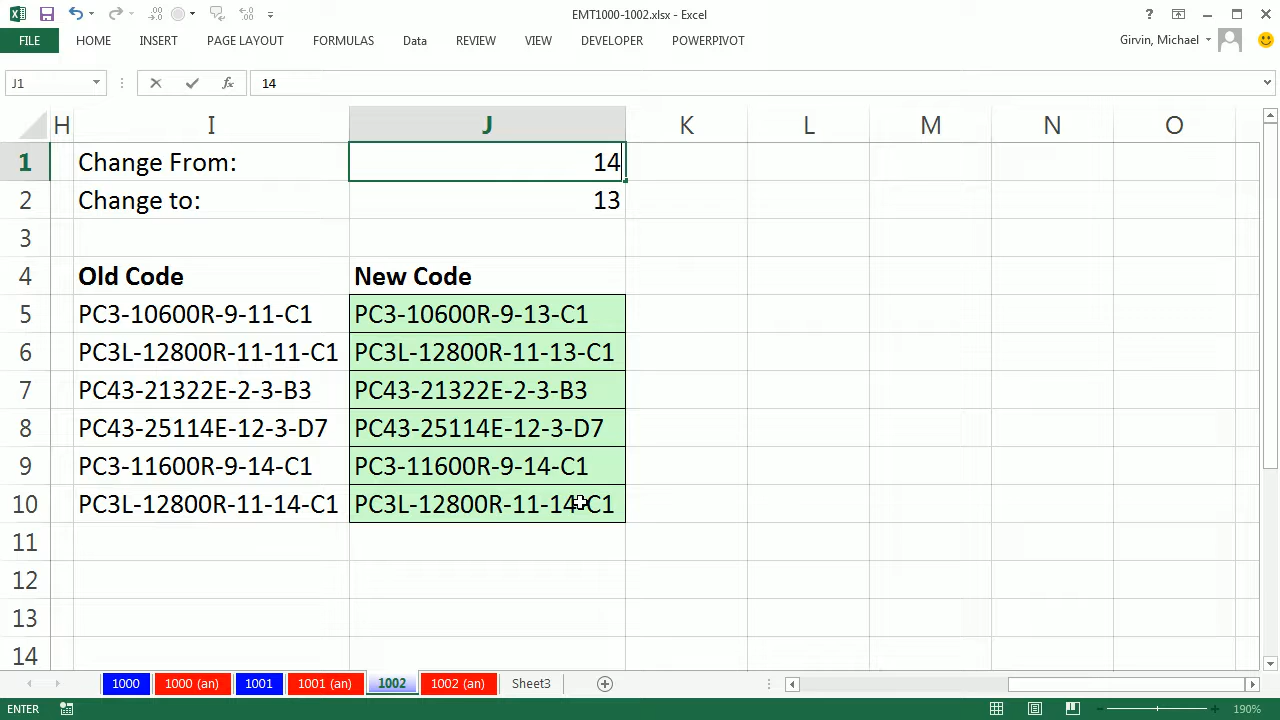 EMT1000-1002.xlsx - Excel
FILE HOME INSERT PAGE LAYOUT FORMULAS Data REVIEW VIEW DEVELOPER POWERPIVOT Girvin, Michael
J1 fx 14
H I J K L M N O
1 Change From: 14
2 Change to: 13
3
4 Old Code New Code
5 PC3-10600R-9-11-C1 PC3-10600R-9-13-C1
6 PC3L-12800R-11-11-C1 PC3L-12800R-11-13-C1
7 PC43-21322E-2-3-B3 PC43-21322E-2-3-B3
8 PC43-25114E-12-3-D7 PC43-25114E-12-3-D7
9 PC3-11600R-9-14-C1 PC3-11600R-9-14-C1
10 PC3L-12800R-11-14-C1 PC3L-12800R-11-14-C1
11
12
13
14
1000 1000 (an) 1001 1001 (an) 1002 1002 (an) Sheet3
ENTER 190%